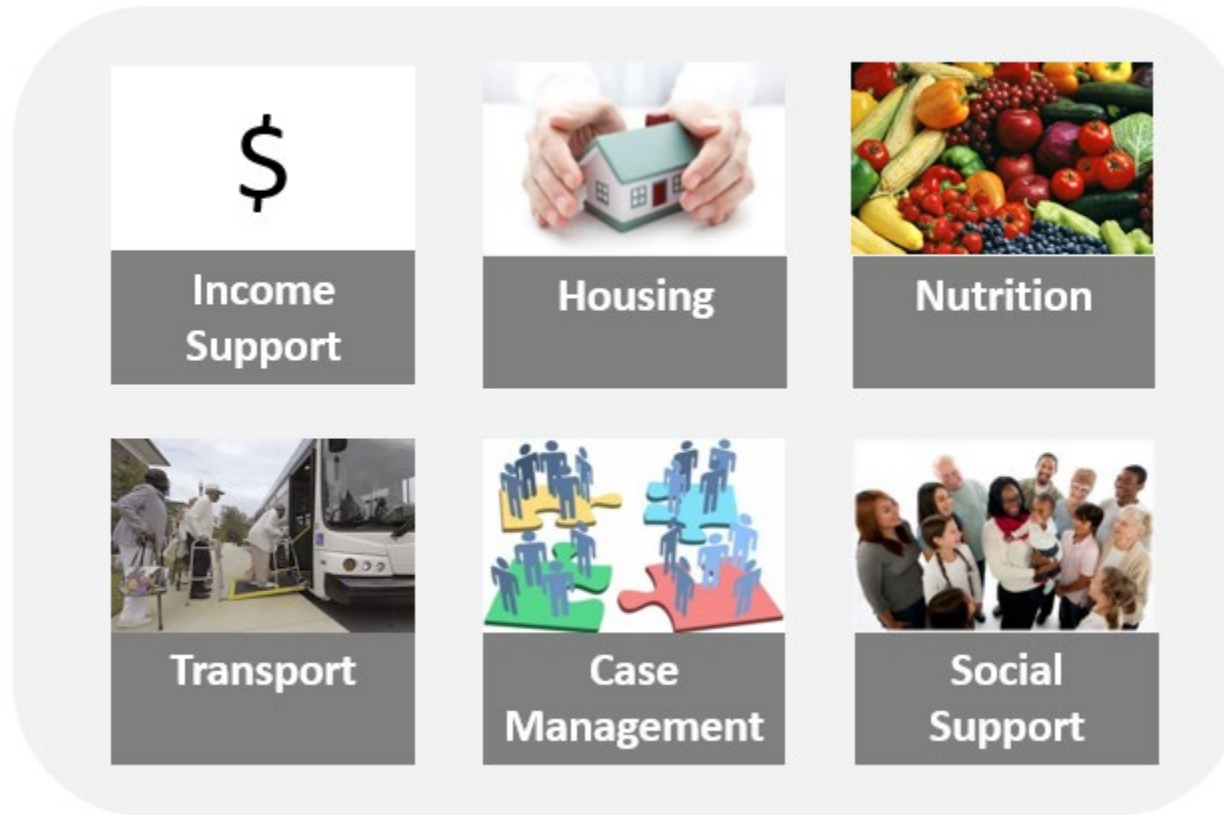 $
Income
Support
Housing
Nutrition
Transport
Case
Management
Social
Support